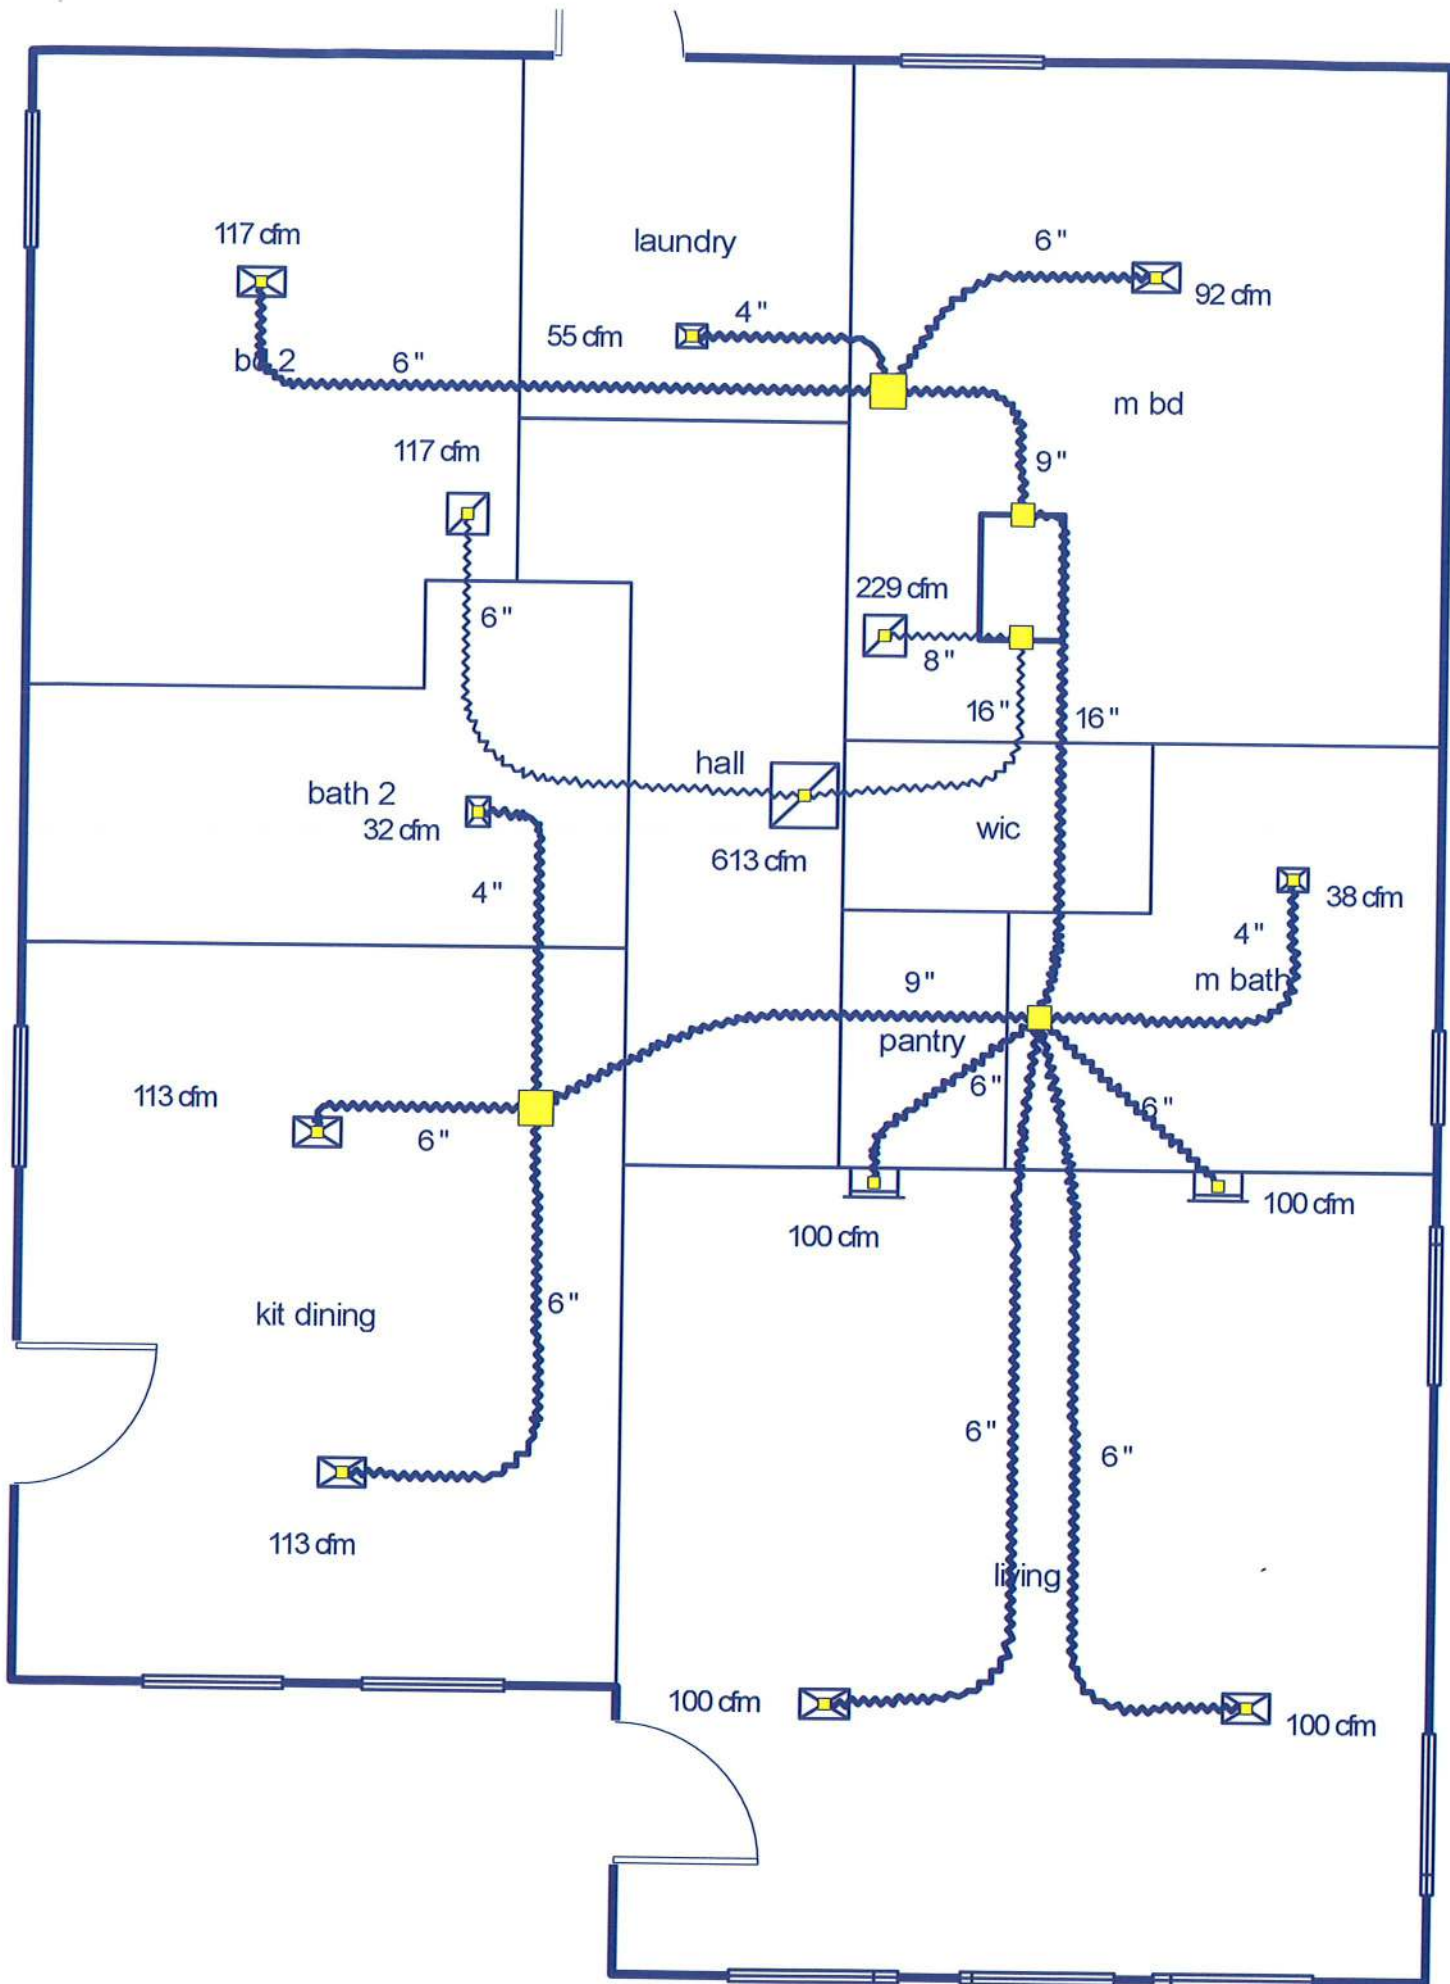 117 cfm
laundry
6"
92 cfm
4"
55 cfm
bd 2
6"
m bd
117 cfm
9"
229 cfm
6"
8"
16"
16"
hall
bath 2
32 cfm
wic
613 cfm
4"
38 cfm
4"
9"
m bath
pantry
113 cfm
6"
6"
6"
100 cfm
100 cfm
6"
kit dining
6"
6"
113 cfm
living
100 cfm
100 cfm